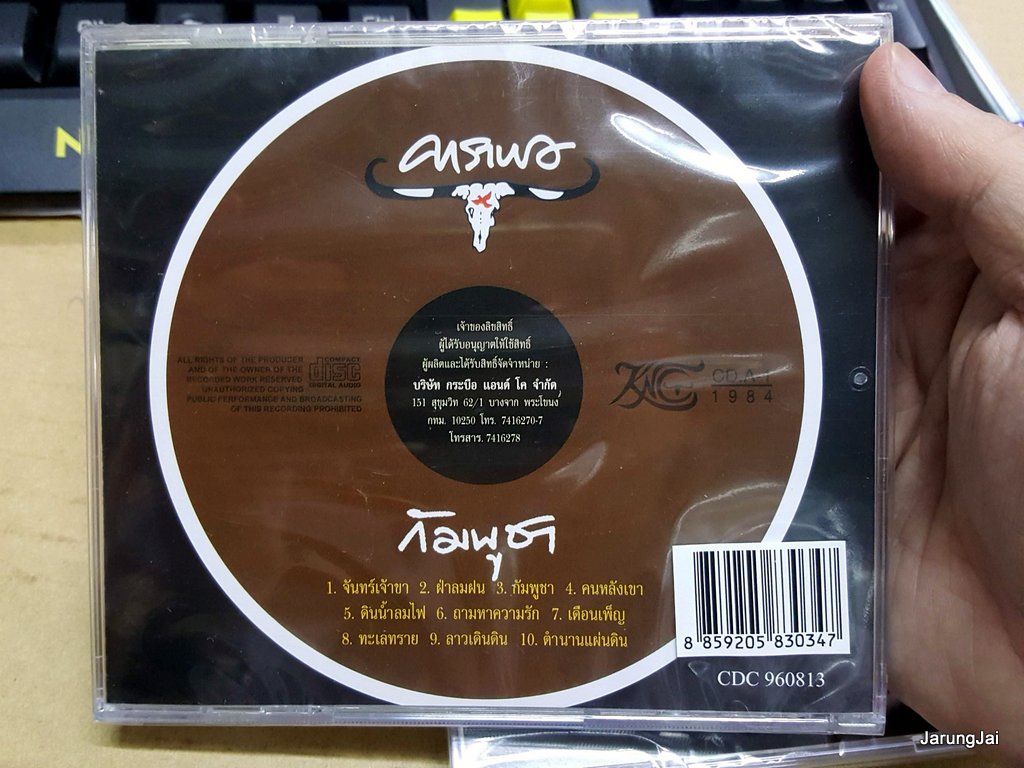 คาราบาว
เจ้าของลิขสิทธิ์
ผู้ได้รับอนุญาตให้ใช้สิทธิ์
ผู้ผลิตและได้รับสิทธิ์จัดจำหน่าย :
บริษัท กระบือ แอนด์ โค จำกัด
151 สุขุมวิท 62/1 บางจาก พระโขนง
กทม. 10250 โทร. 7416270-7
โทรสาร. 7416278
ALL RIGHTS OF THE PRODUCER
AND OF THE OWNER OF THE
RECORDED WORK RESERVED
UNAUTHORIZED COPYING
PUBLIC PERFORMANCE AND BROADCASTING
OF THIS RECORDING PROHIBITED
COMPACT
disc
DIGITAL AUDIO
CD.A-1
1984
กัมพูชา
1. จันทร์เจ้าขา 2. ฝ่าลมฝน 3. กัมพูชา 4. คนหลังเขา
5. ดินน้ำลมไฟ 6. ถามหาความรัก 7. เดือนเพ็ญ
8. ทะเลทราย 9. ลาวเดินดิน 10. ตำนานแผ่นดิน
8 859205 830347
CDC 960813
JarungJai